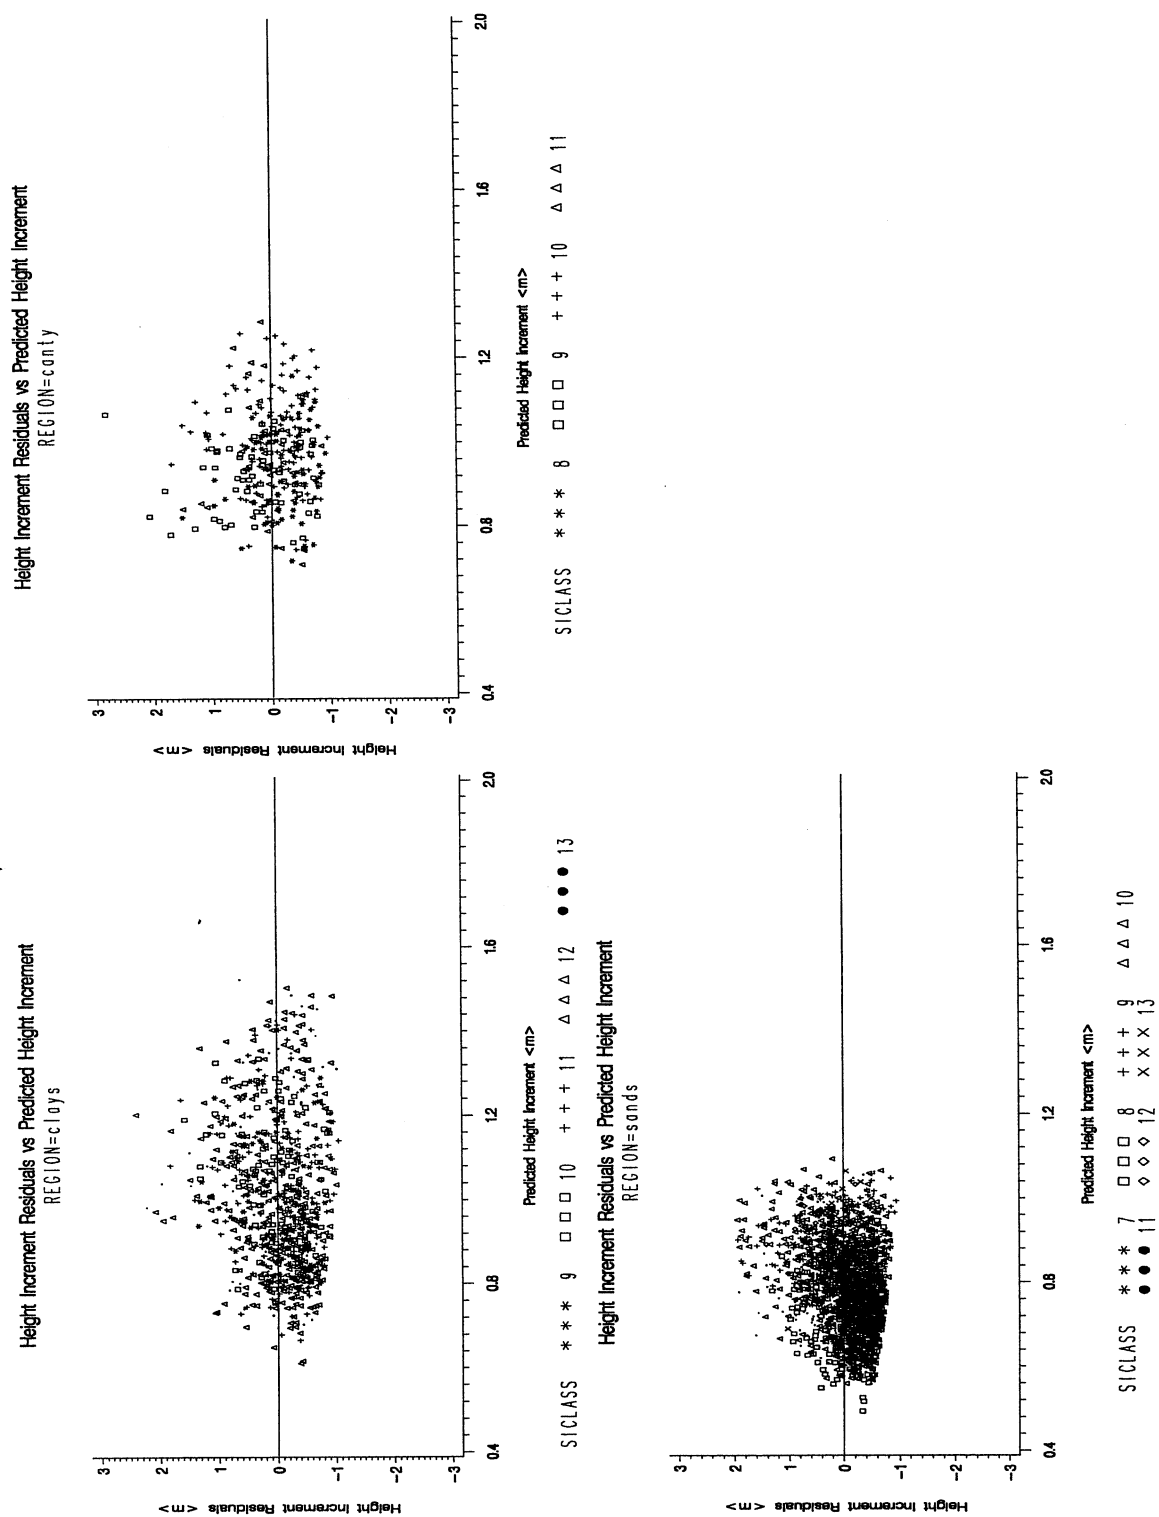 Height Increment Residuals vs Predicted Height Increment
REGION=clays
Height Increment Residuals <m>
3
2
1
0
-1
-2
-3
0.4 0.8 1.2 1.6 2.0
Predicted Height Increment <m>
SICLASS * * * 9 □ □ □ 10 + + + 11 △ △ △ 12 ● ● ● 13
Height Increment Residuals vs Predicted Height Increment
REGION=canty
Height Increment Residuals <m>
3
2
1
0
-1
-2
-3
0.4 0.8 1.2 1.6 2.0
Predicted Height Increment <m>
SICLASS * * * 8 □ □ □ 9 + + + 10 △ △ △ 11
Height Increment Residuals vs Predicted Height Increment
REGION=sands
Height Increment Residuals <m>
3
2
1
0
-1
-2
-3
0.4 0.8 1.2 1.6 2.0
Predicted Height Increment <m>
SICLASS * * * 7 □ □ □ 8 + + + 9 △ △ △ 10
● ● ● 11 ◇ ◇ ◇ 12 × × × 13